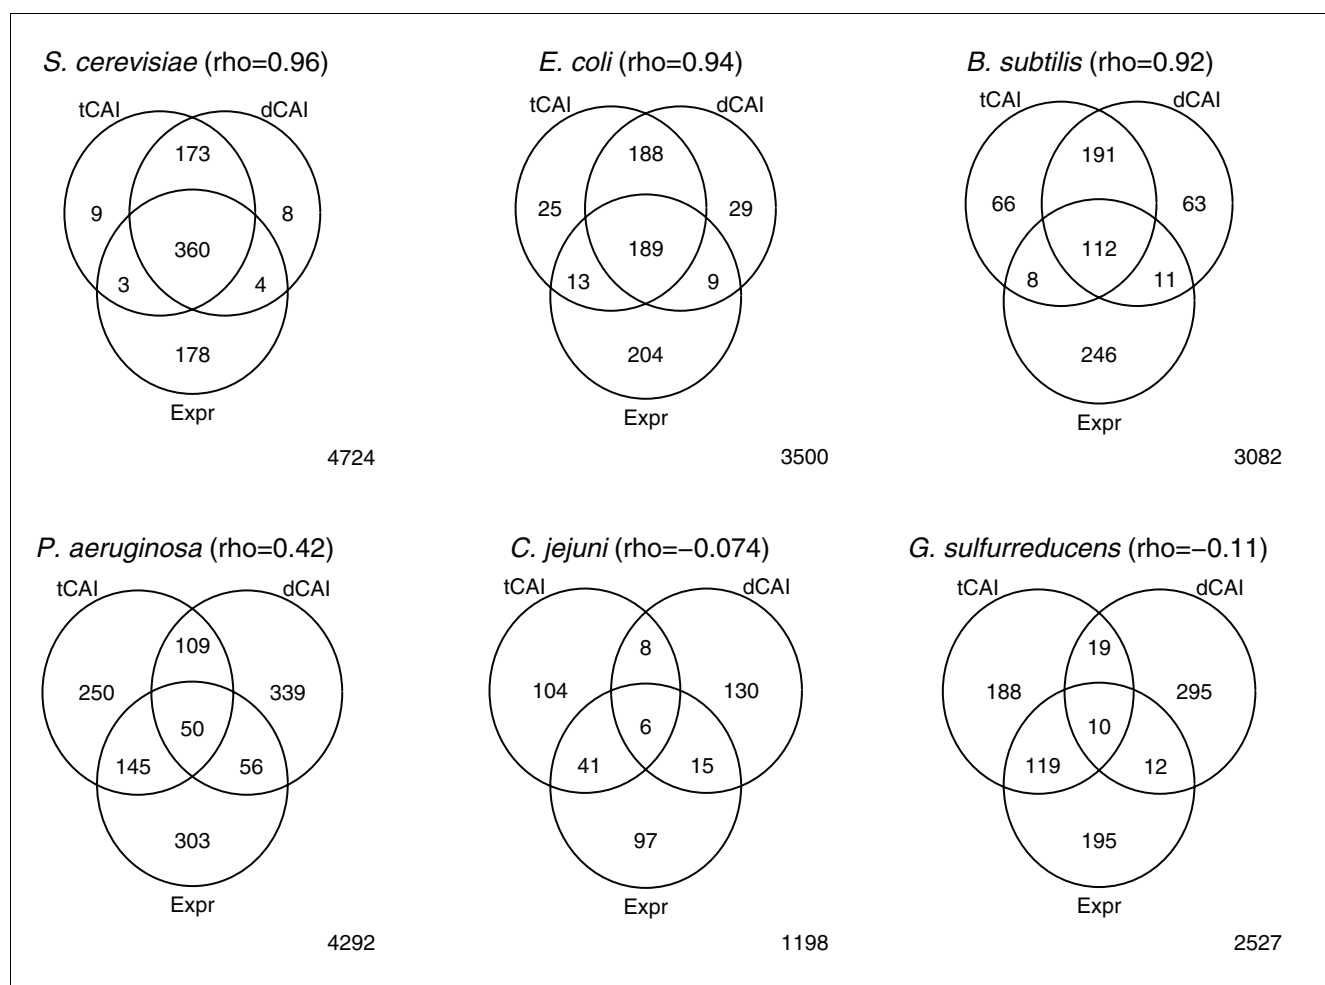 S. cerevisiae (rho=0.96)
tCAI
dCAI
173
9
8
360
3
4
178
Expr
4724
E. coli (rho=0.94)
tCAI
dCAI
188
25
29
189
13
9
204
Expr
3500
B. subtilis (rho=0.92)
tCAI
dCAI
191
66
63
112
8
11
246
Expr
3082
P. aeruginosa (rho=0.42)
tCAI
dCAI
109
250
339
50
145
56
303
Expr
4292
C. jejuni (rho=−0.074)
tCAI
dCAI
8
104
130
6
41
15
97
Expr
1198
G. sulfurreducens (rho=−0.11)
tCAI
dCAI
19
188
295
10
119
12
195
Expr
2527